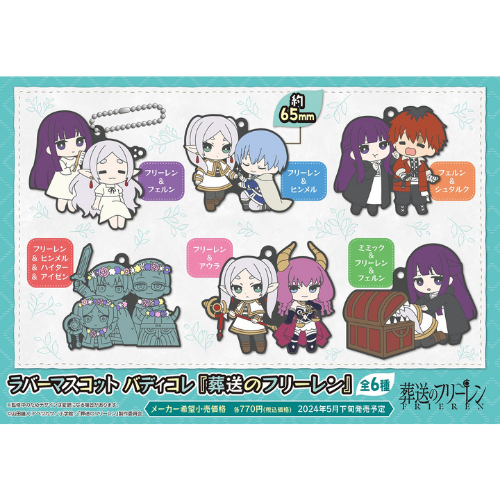 約
65mm
フリーレン
&
フェルン
フリーレン
&
ヒンメル
フェルン
&
シュタルク
フリーレン
& ヒンメル
& ハイター
& アイゼン
フリーレン
&
アウラ
ミミック
&
フリーレン
&
フェルン
ラバーマスコット バディコレ『葬送のフリーレン』全6種
葬送のフリーレン
FRIEREN
メーカー希望小売価格 各770円(税込価格) 2024年5月下旬発売予定